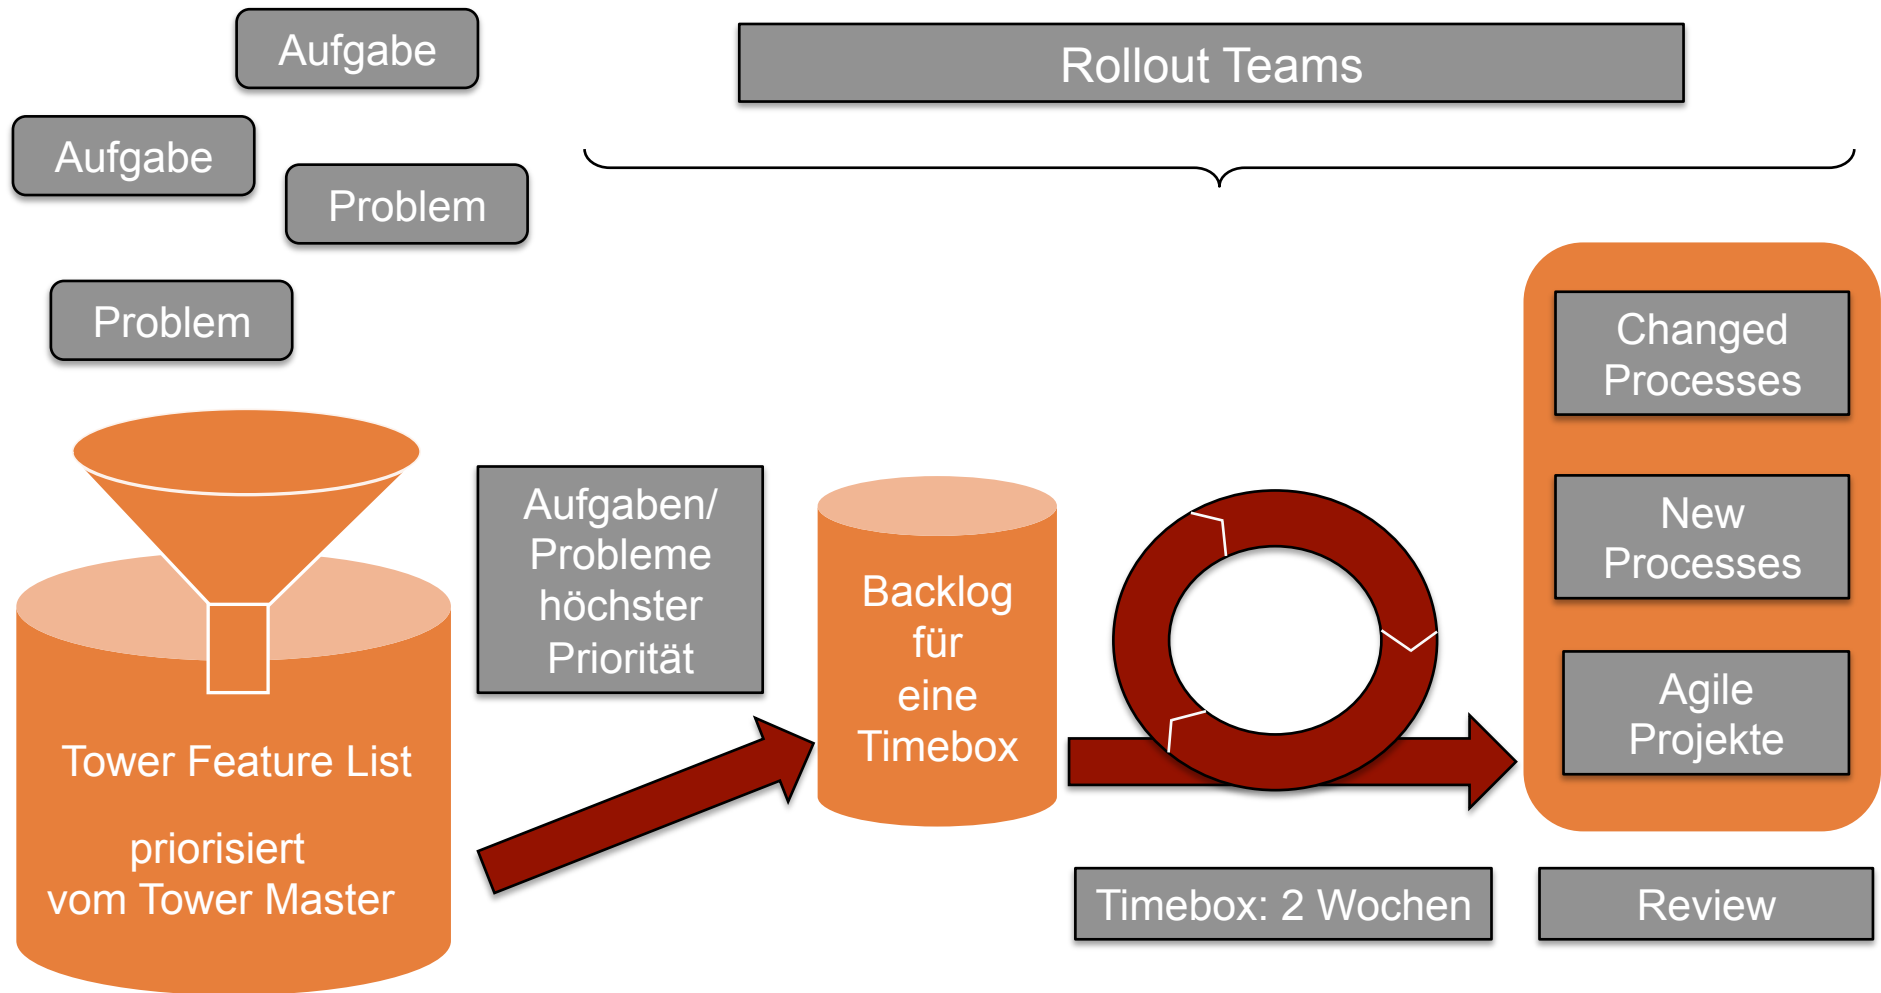 Aufgabe
Aufgabe
Problem
Problem
Rollout Teams
Tower Feature List
priorisiert
vom Tower Master
Aufgaben/
Probleme
höchster
Priorität
Backlog
für
eine
Timebox
Timebox: 2 Wochen
Changed
Processes
New
Processes
Agile
Projekte
Review